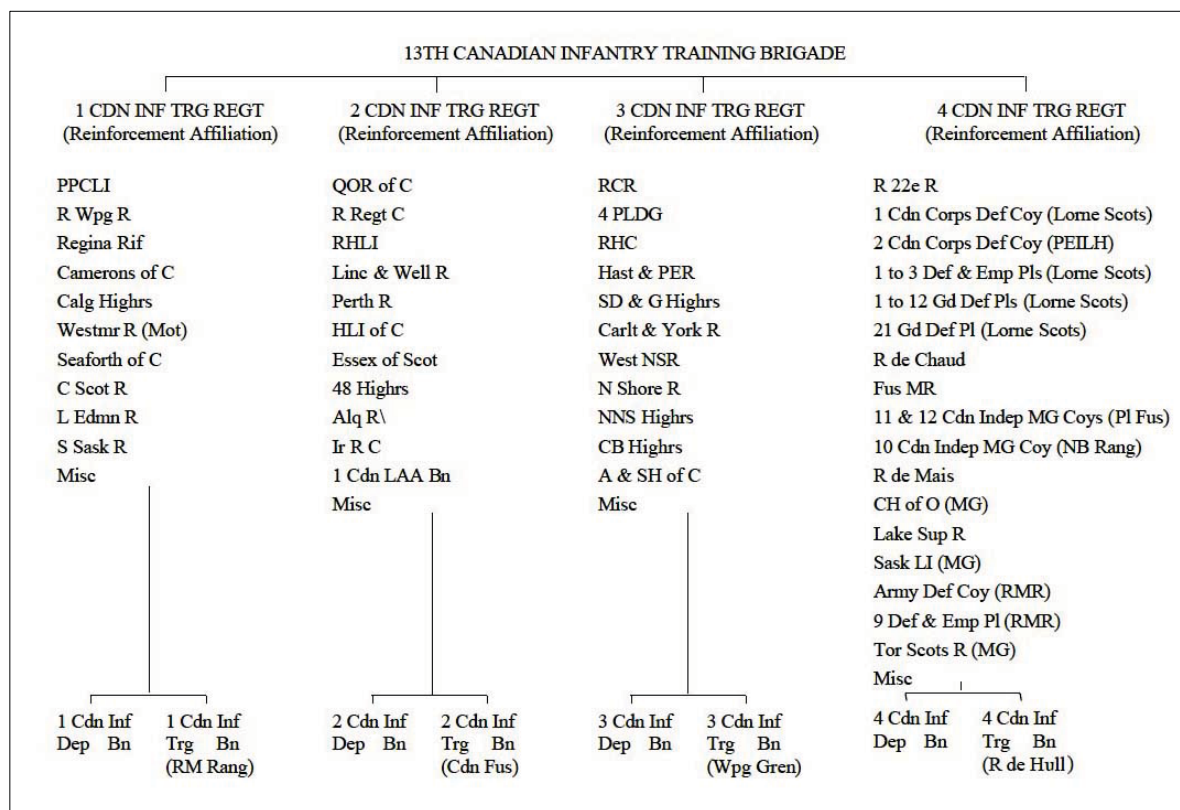 13TH CANADIAN INFANTRY TRAINING BRIGADE
1 CDN INF TRG REGT
(Reinforcement Affiliation)
PPCLI
R Wpg R
Regina Rif
Camerons of C
Calg Highrs
Westmr R (Mot)
Seaforth of C
C Scot R
L Edmn R
S Sask R
Misc
1 Cdn Inf
Dep Bn
1 Cdn Inf
Trg Bn
(RM Rang)
2 CDN INF TRG REGT
(Reinforcement Affiliation)
QOR of C
R Regt C
RHLI
Linc & Well R
Perth R
HLI of C
Essex of Scot
48 Highrs
Alq R\
Ir R C
1 Cdn LAA Bn
Misc
2 Cdn Inf
Dep Bn
2 Cdn Inf
Trg Bn
(Cdn Fus)
3 CDN INF TRG REGT
(Reinforcement Affiliation)
RCR
4 PLDG
RHC
Hast & PER
SD & G Highrs
Carlt & York R
West NSR
N Shore R
NNS Highrs
CB Highrs
A & SH of C
Misc
3 Cdn Inf
Dep Bn
3 Cdn Inf
Trg Bn
(Wpg Gren)
4 CDN INF TRG REGT
(Reinforcement Affiliation)
R 22e R
1 Cdn Corps Def Coy (Lorne Scots)
2 Cdn Corps Def Coy (PEILH)
1 to 3 Def & Emp Pls (Lorne Scots)
1 to 12 Gd Def Pls (Lorne Scots)
21 Gd Def Pl (Lorne Scots)
R de Chaud
Fus MR
11 & 12 Cdn Indep MG Coys (Pl Fus)
10 Cdn Indep MG Coy (NB Rang)
R de Mais
CH of O (MG)
Lake Sup R
Sask LI (MG)
Army Def Coy (RMR)
9 Def & Emp Pl (RMR)
Tor Scots R (MG)
Misc
4 Cdn Inf
Dep Bn
4 Cdn Inf
Trg Bn
(R de Hull)